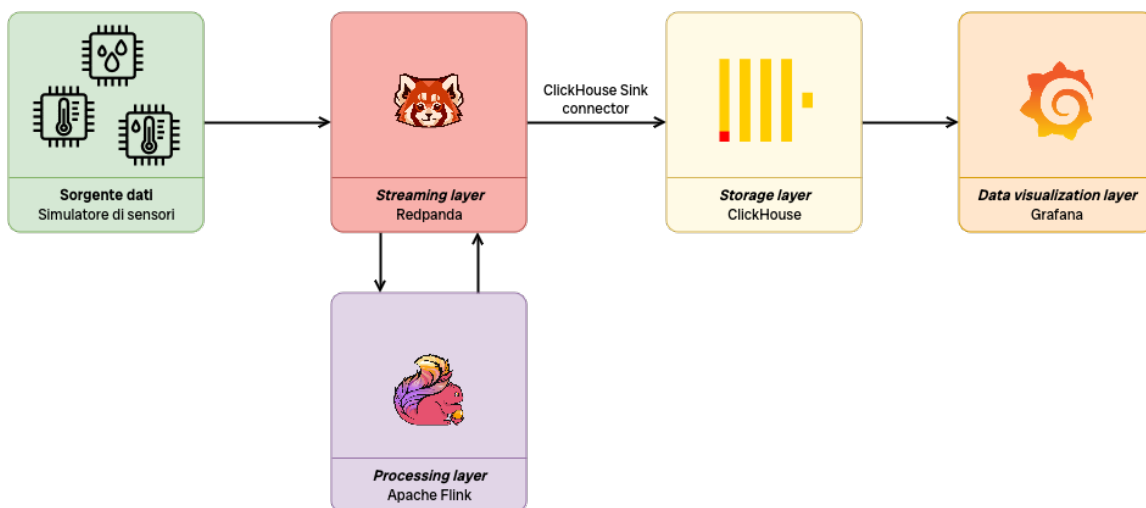 Sorgente dati
Simulatore di sensori
Streaming layer
Redpanda
ClickHouse Sink
connector
Storage layer
ClickHouse
Data visualization layer
Grafana
Processing layer
Apache Flink